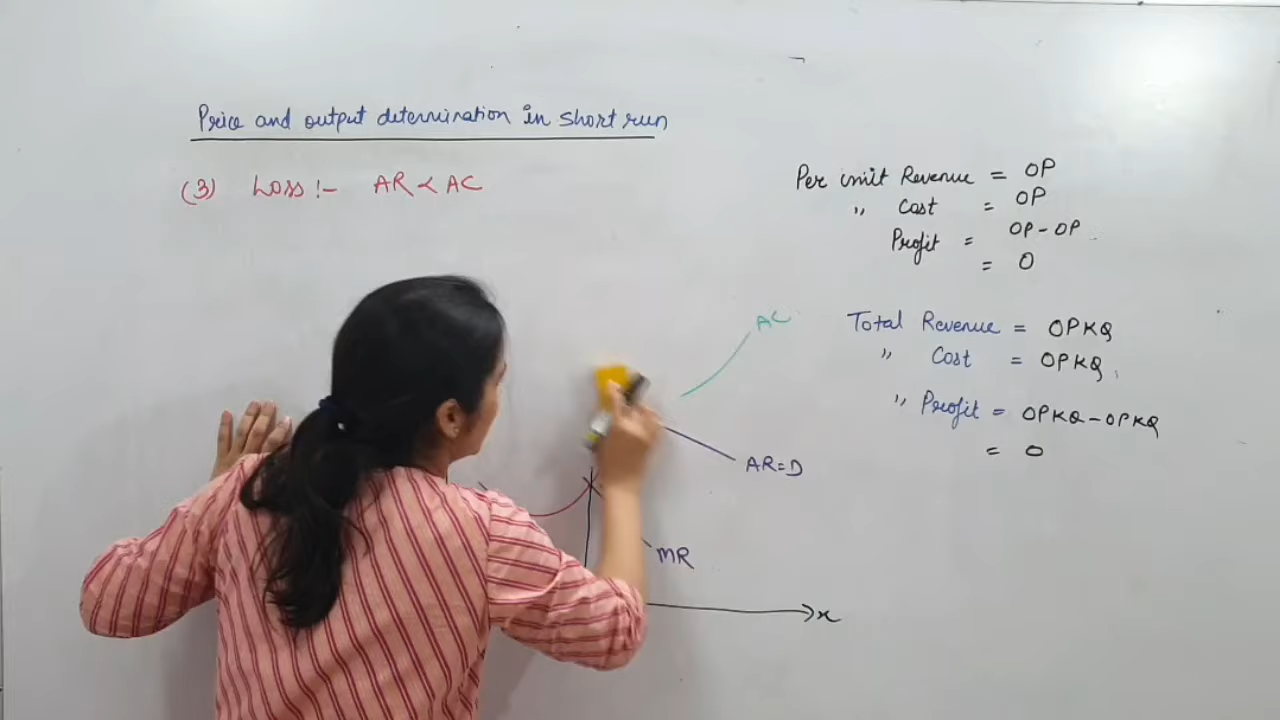 Price and output determination in short run
(3) Loss :- AR < AC
Per unit Revenue = OP
" Cost = OP
Profit = OP - OP
= 0
Total Revenue = OPKQ
" Cost = OPKQ
" Profit = OPKQ - OPKQ
= 0
AC
AR=D
MR
x